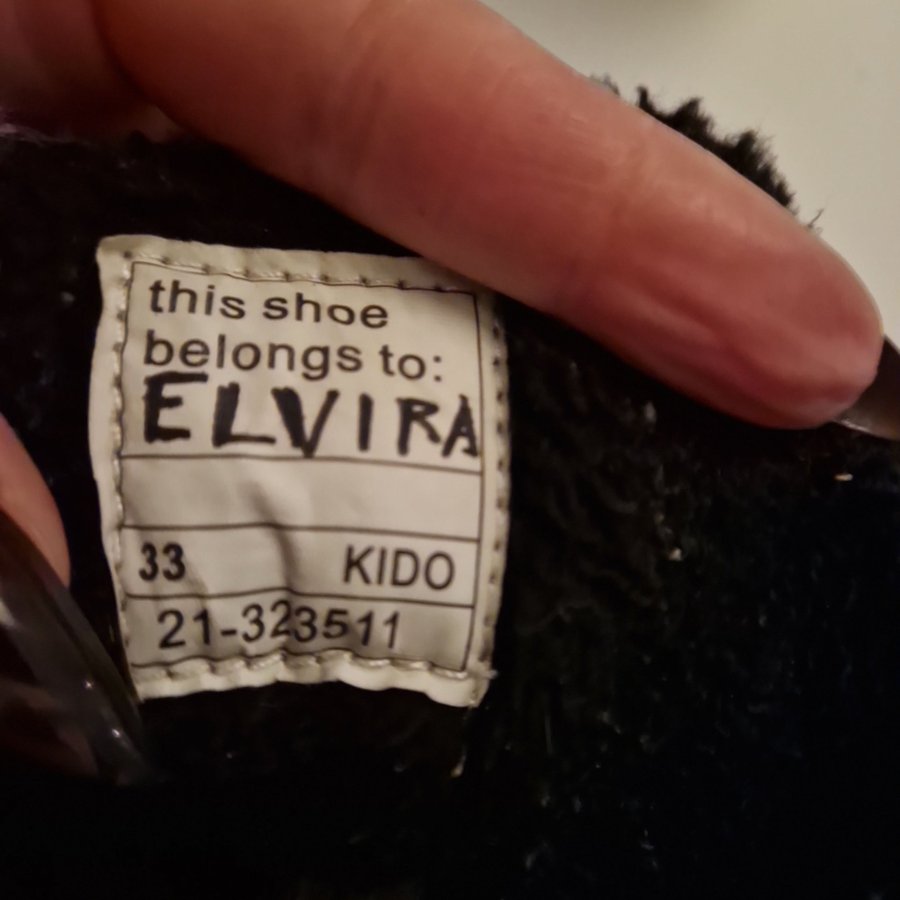 this shoe
belongs to:
ELVIRA
33 KIDO
21-323511